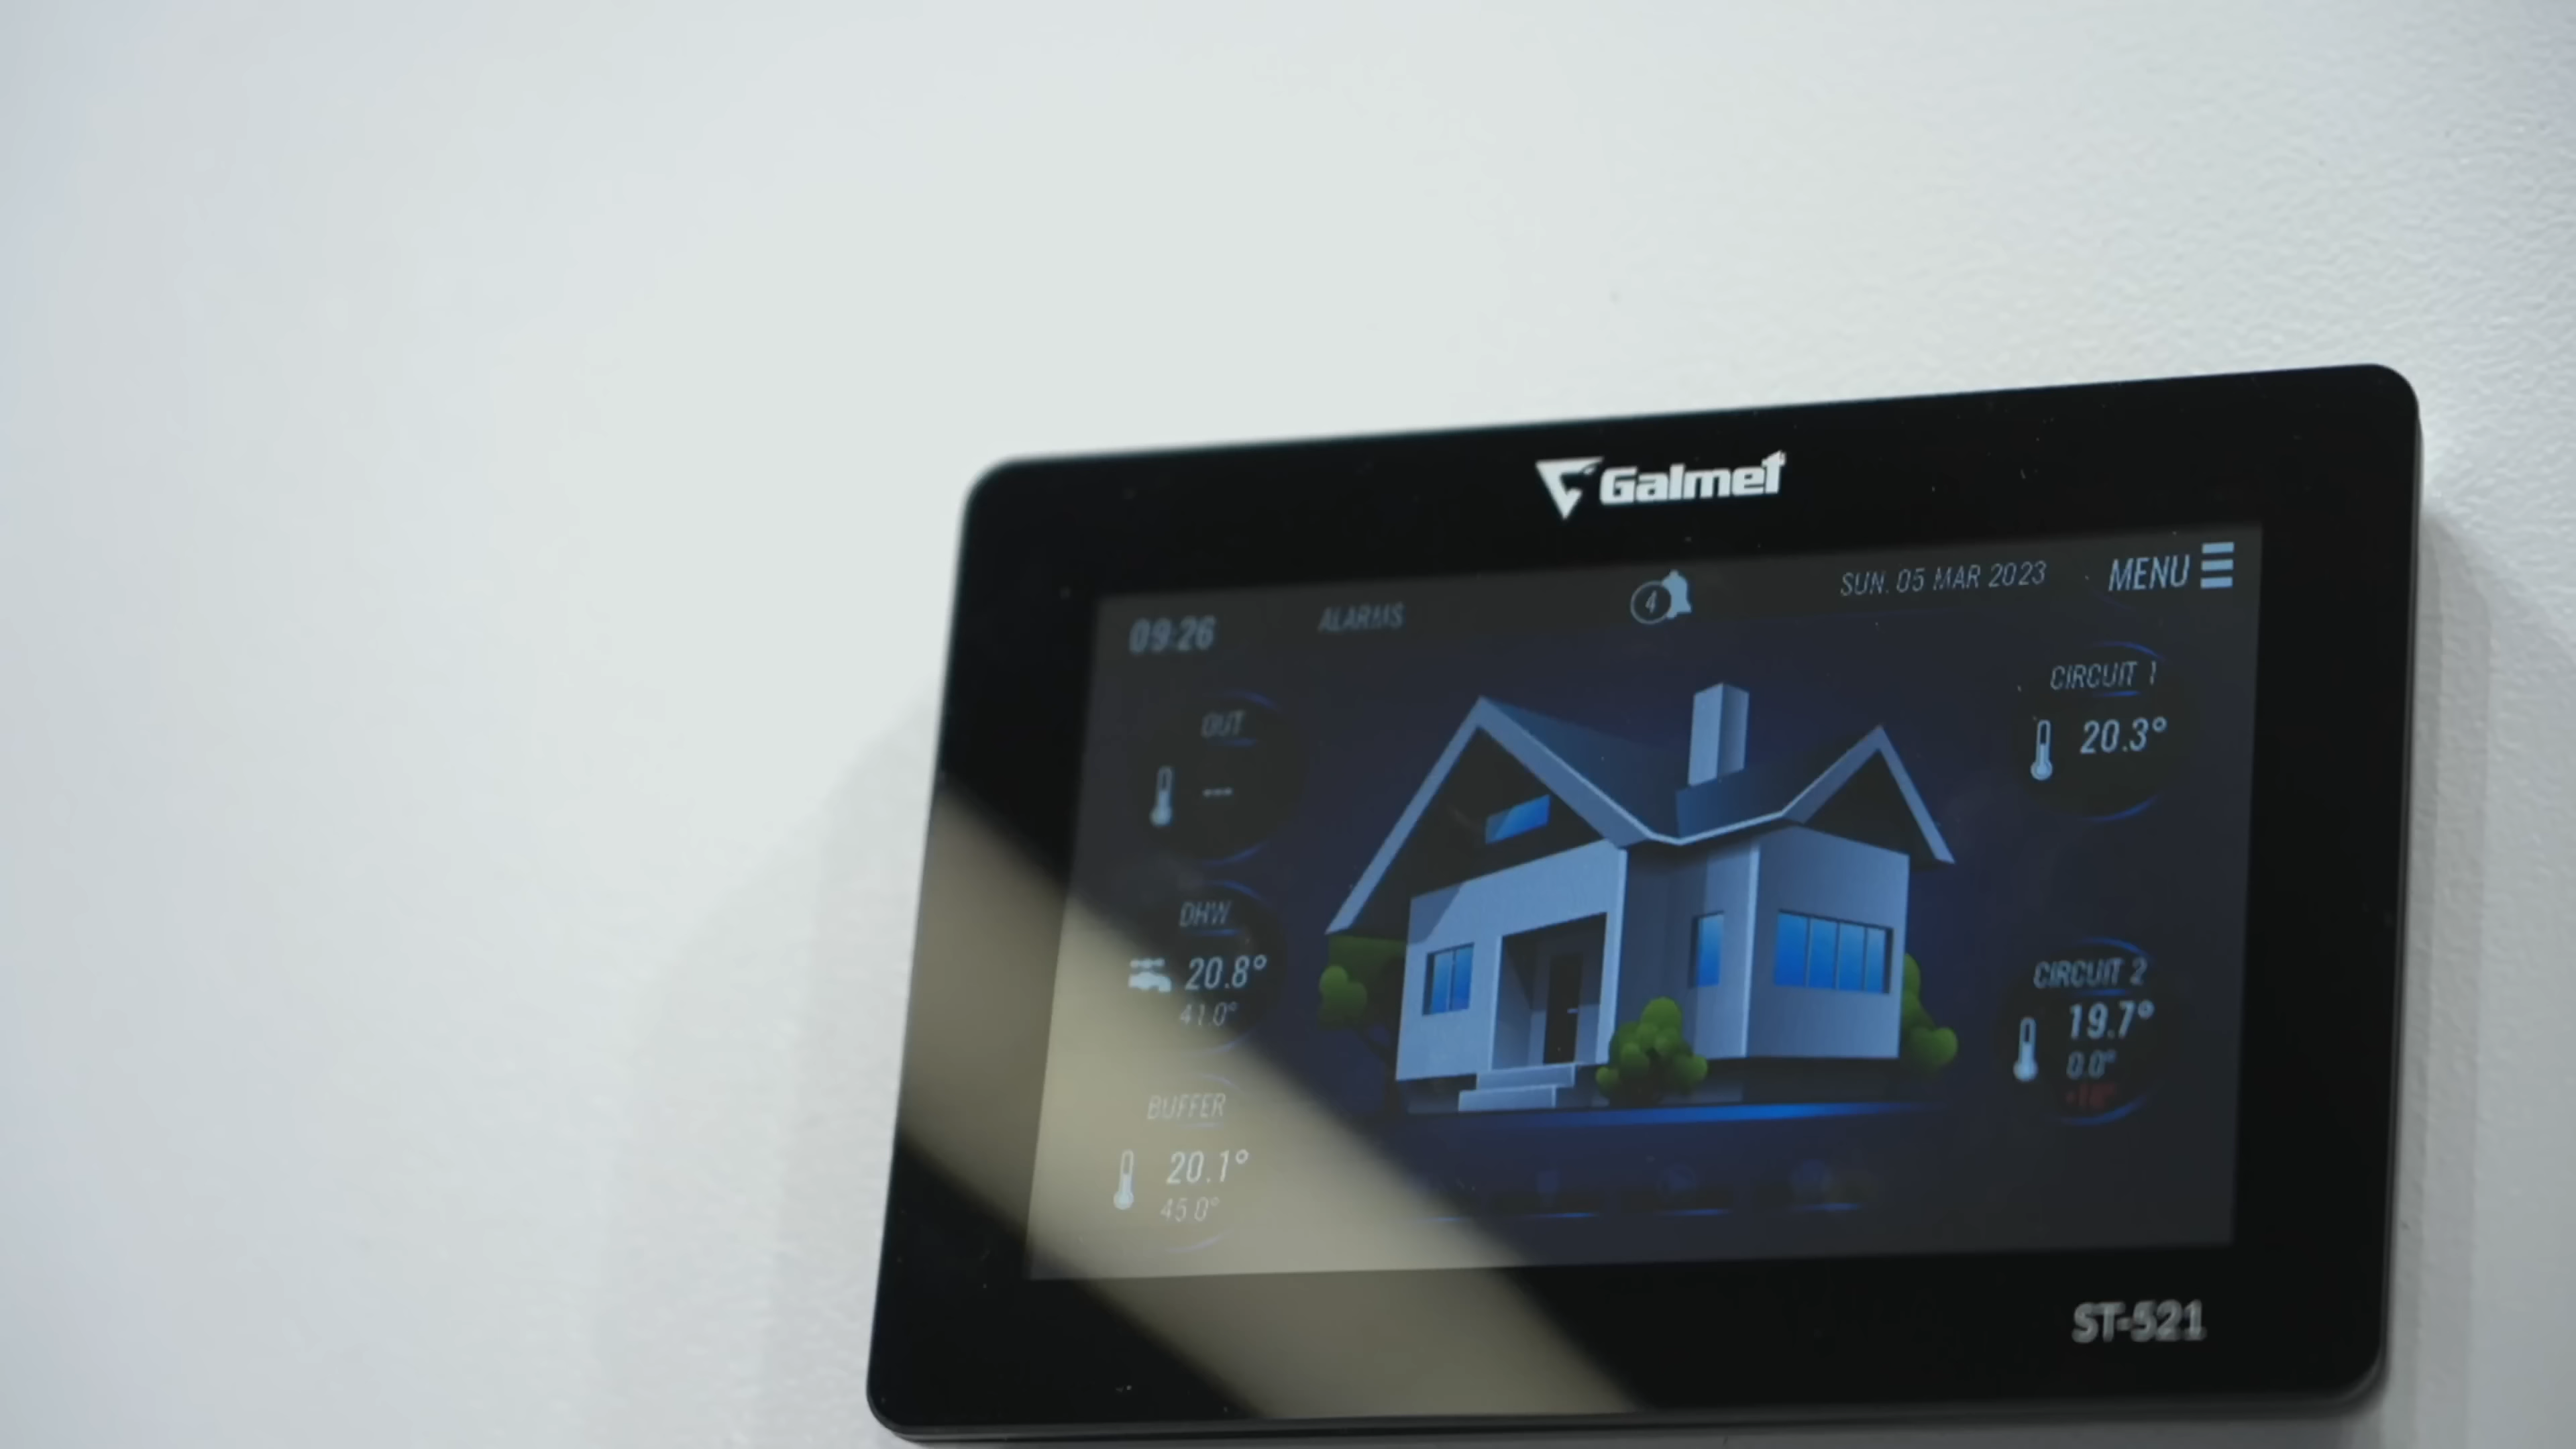 Galmet
09:26
ALARMS
4
SUN. 05 MAR 2023
MENU
OUT
---
DHW
20.8°
41.0°
BUFFER
20.1°
45.0°
CIRCUIT 1
20.3°
CIRCUIT 2
19.7°
0.0°
ST-521